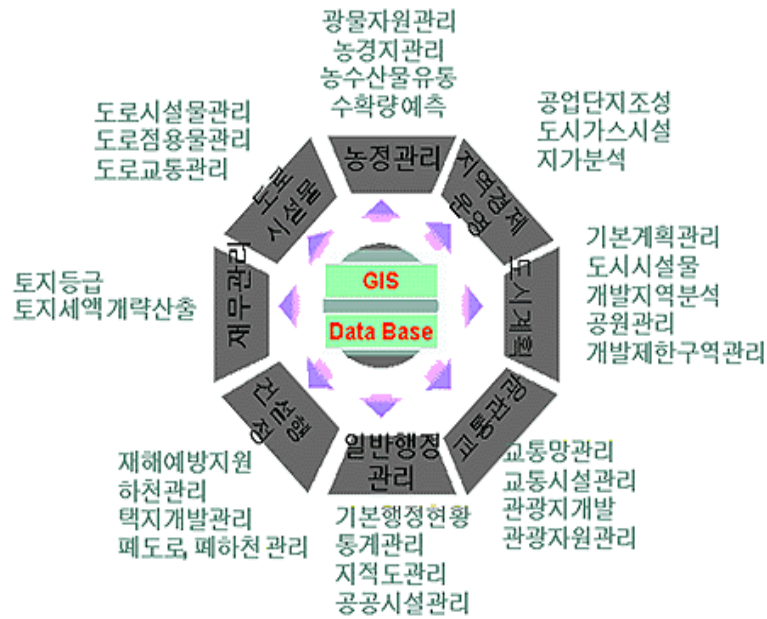 광물자원관리
농경지관리
농수산물유통
수확량예측
농정관리
공업단지조성
도시가스시설
지가분석
지역경제
운영
기본계획관리
도시시설물
개발지역분석
공원관리
개발제한구역관리
도시계획
교통관광
교통망관리
교통시설관리
관광지개발
관광자원관리
일반행정
관리
기본행정현황
통계관리
지적도관리
공공시설관리
건설행
정
재해예방지원
하천관리
택지개발관리
폐도로, 폐하천 관리
재무관리
토지등급
토지세액 개략산출
도로
시설물
도로시설물관리
도로점용물관리
도로교통관리
GIS
Data Base